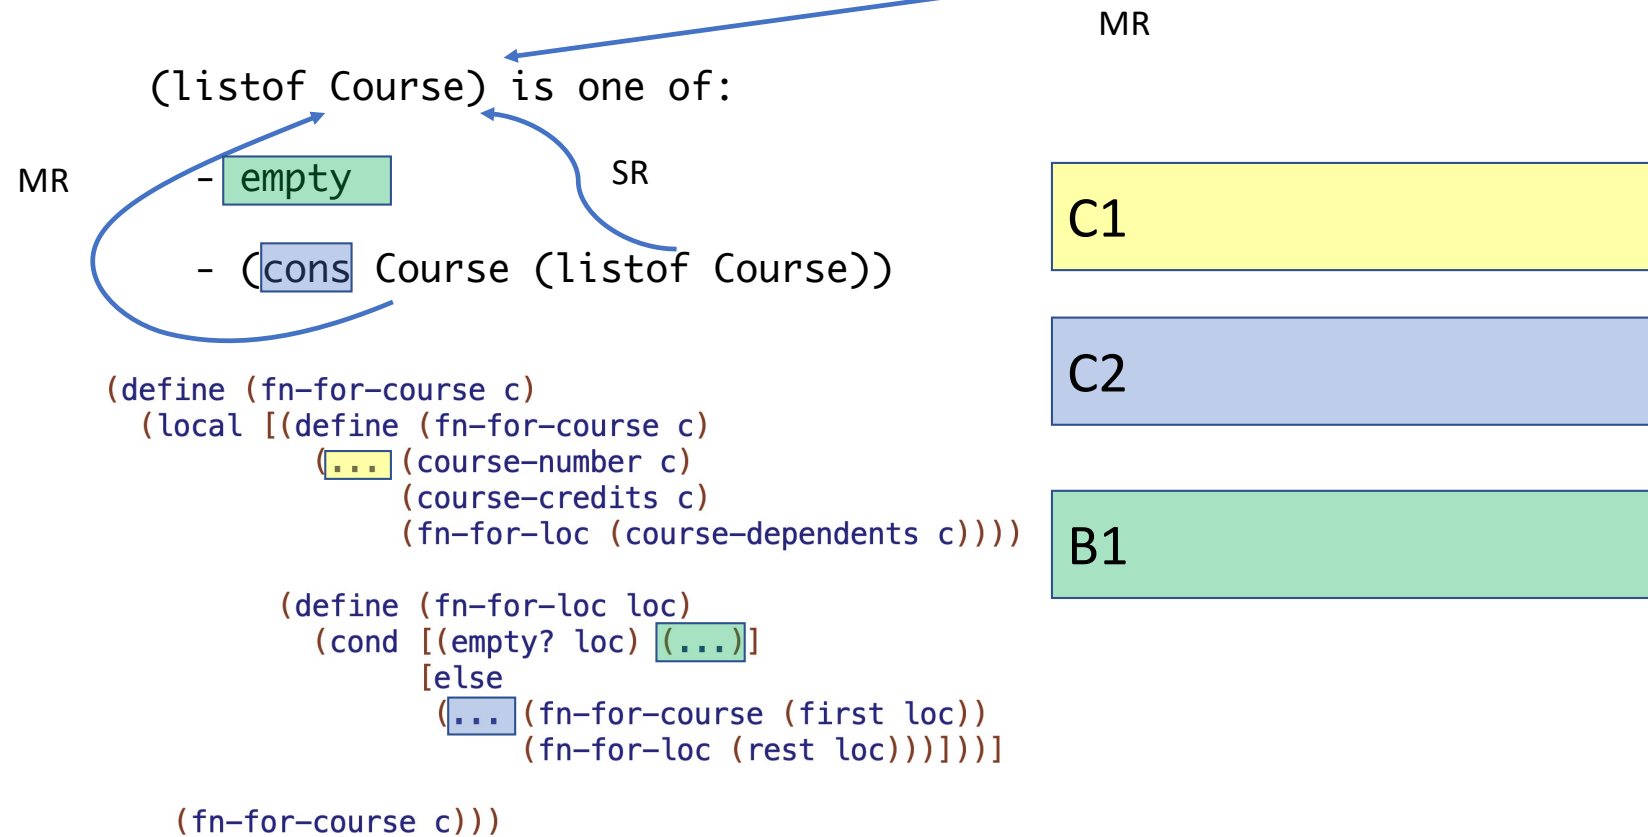 MR
(listof Course) is one of:
MR
- empty
SR
- (cons Course (listof Course))
C1
C2
B1
(define (fn-for-course c)
(local [(define (fn-for-course c)
(... (course-number c)
(course-credits c)
(fn-for-loc (course-dependents c))))
(define (fn-for-loc loc)
(cond [(empty? loc) (...)]
[else
(... (fn-for-course (first loc))
(fn-for-loc (rest loc)))]))]
(fn-for-course c)))